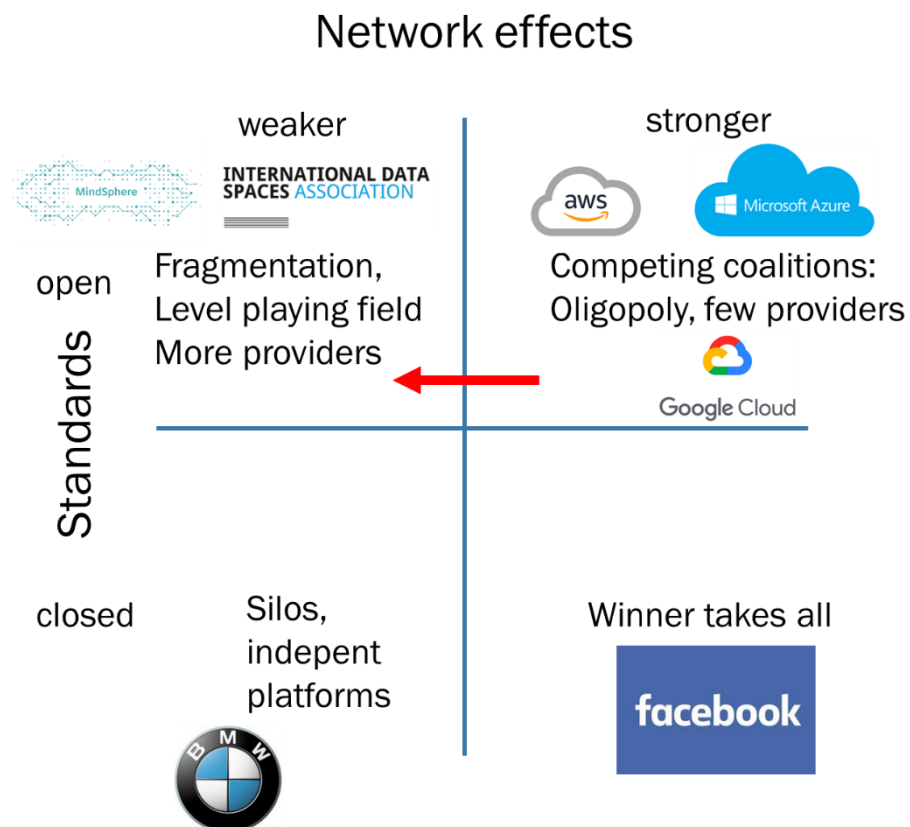 Network effects
weaker
stronger
MindSphere
INTERNATIONAL DATA
SPACES ASSOCIATION
aws
Microsoft Azure
open
Fragmentation,
Level playing field
More providers
Competing coalitions:
Oligopoly, few providers
Google Cloud
Standards
closed
Silos,
indepent
platforms
BMW
Winner takes all
facebook